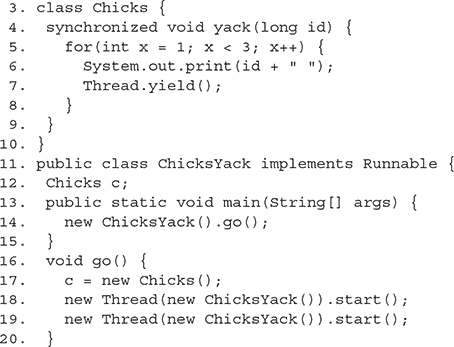 3. class Chicks {
4.  synchronized void yack(long id) {
5.    for(int x = 1; x < 3; x++) {
6.      System.out.print(id + " ");
7.      Thread.yield();
8.    }
9.  }
10. }
11. public class ChicksYack implements Runnable {
12.  Chicks c;
13.  public static void main(String[] args) {
14.    new ChicksYack().go();
15.  }
16.  void go() {
17.    c = new Chicks();
18.    new Thread(new ChicksYack()).start();
19.    new Thread(new ChicksYack()).start();
20.  }